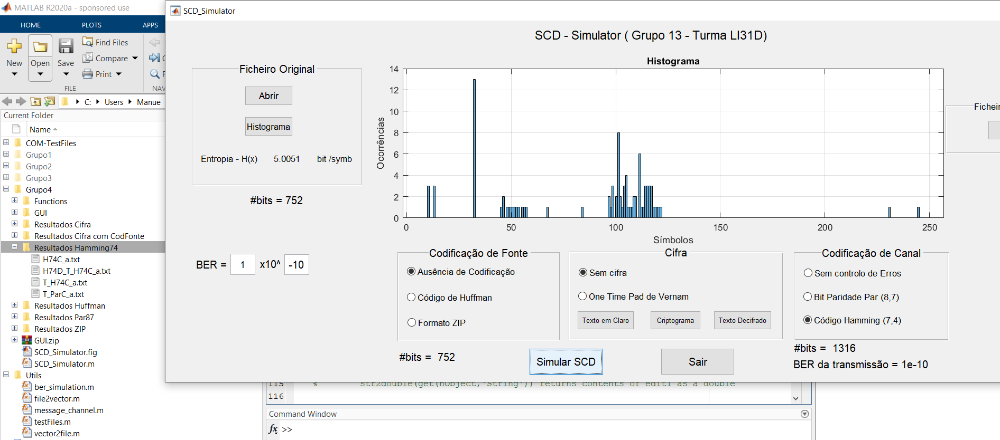 MATLAB R2020a - sponsored use
HOME PLOTS APPS
New Open Save
Find Files
Compare
Print
FILE NAV
C: Users Manue
Current Folder
Name
COM-TestFiles
Grupo1
Grupo2
Grupo3
Grupo4
Functions
GUI
Resultados Cifra
Resultados Cifra com CodFonte
Resultados Hamming74
H74C_a.txt
H74D_T_H74C_a.txt
T_H74C_a.txt
T_ParC_a.txt
Resultados Huffman
Resultados Par87
Resultados ZIP
GUI.zip
SCD_Simulator.fig
SCD_Simulator.m
Utils
ber_simulation.m
file2vector.m
message_channel.m
testFiles.m
vector2file.m
SCD_Simulator
SCD - Simulator ( Grupo 13 - Turma LI31D)
Ficheiro Original
Abrir
Histograma
Entropia - H(x) 5.0051 bit /symb
#bits = 752
BER = 1 x10^ -10
Histograma
Ocorrências
14
12
10
8
6
4
2
0
0 50 100 150 200 250
Símbolos
Ficheir
Codificação de Fonte
Ausência de Codificação
Código de Huffman
Formato ZIP
#bits = 752
Cifra
Sem cifra
One Time Pad de Vernam
Texto em Claro Criptograma Texto Decifrado
Codificação de Canal
Sem controlo de Erros
Bit Paridade Par (8,7)
Código Hamming (7,4)
#bits = 1316
BER da transmissão = 1e-10
Simular SCD Sair
115 % str2double(get(hObject,'String')) returns contents of edit1 as a double
116
Command Window
fx >>